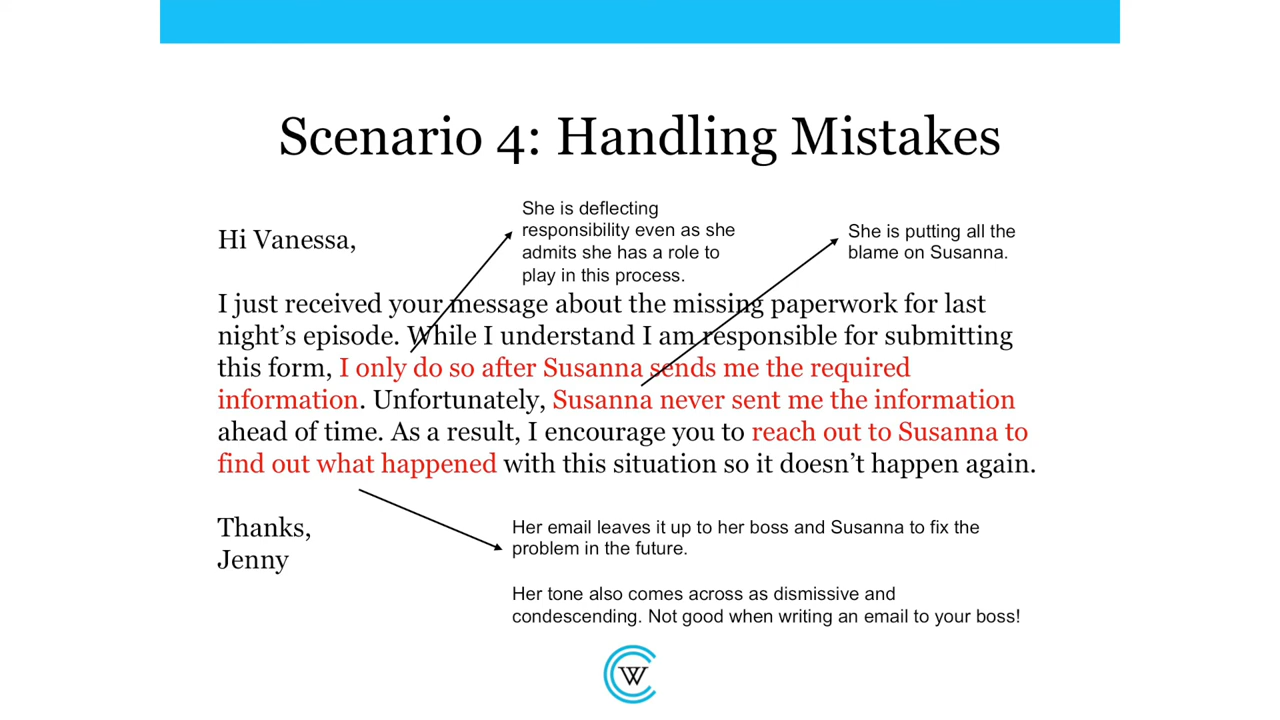 Scenario 4: Handling Mistakes
She is deflecting
responsibility even as she
admits she has a role to
play in this process.
She is putting all the
blame on Susanna.
Hi Vanessa,
I just received your message about the missing paperwork for last
night's episode. While I understand I am responsible for submitting
this form, I only do so after Susanna sends me the required
information. Unfortunately, Susanna never sent me the information
ahead of time. As a result, I encourage you to reach out to Susanna to
find out what happened with this situation so it doesn't happen again.
Thanks,
Jenny
Her email leaves it up to her boss and Susanna to fix the
problem in the future.
Her tone also comes across as dismissive and
condescending. Not good when writing an email to your boss!
W